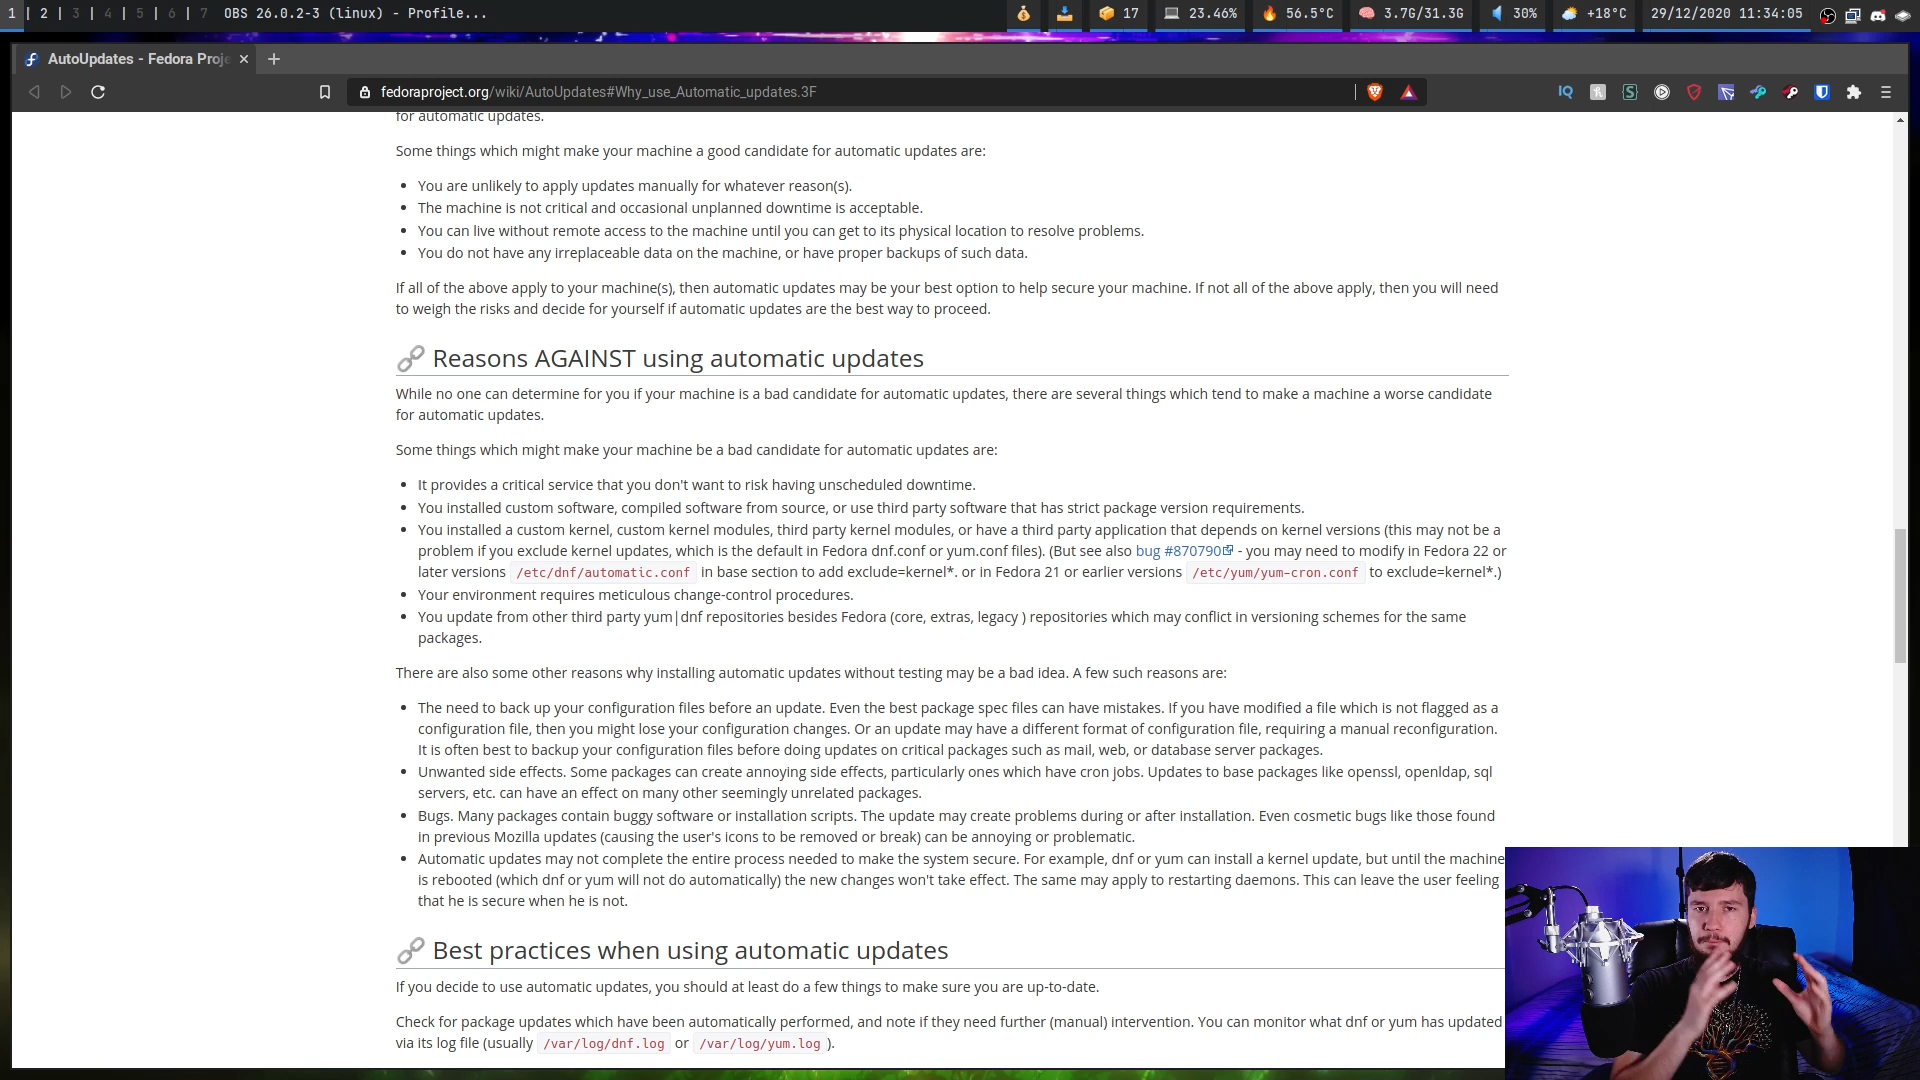 1 | 2 | 3 | 4 | 5 | 6 | 7 OBS 26.0.2-3 (linux) - Profile... 17 23.46% 56.5°C 3.7G/31.3G 30% +18°C 29/12/2020 11:34:05
AutoUpdates - Fedora Proje
fedoraproject.org/wiki/AutoUpdates#Why_use_Automatic_updates.3F IQ
for automatic updates.
Some things which might make your machine a good candidate for automatic updates are:
• You are unlikely to apply updates manually for whatever reason(s).
• The machine is not critical and occasional unplanned downtime is acceptable.
• You can live without remote access to the machine until you can get to its physical location to resolve problems.
• You do not have any irreplaceable data on the machine, or have proper backups of such data.
If all of the above apply to your machine(s), then automatic updates may be your best option to help secure your machine. If not all of the above apply, then you will need
to weigh the risks and decide for yourself if automatic updates are the best way to proceed.
Reasons AGAINST using automatic updates
While no one can determine for you if your machine is a bad candidate for automatic updates, there are several things which tend to make a machine a worse candidate
for automatic updates.
Some things which might make your machine be a bad candidate for automatic updates are:
• It provides a critical service that you don't want to risk having unscheduled downtime.
• You installed custom software, compiled software from source, or use third party software that has strict package version requirements.
• You installed a custom kernel, custom kernel modules, third party kernel modules, or have a third party application that depends on kernel versions (this may not be a
problem if you exclude kernel updates, which is the default in Fedora dnf.conf or yum.conf files). (But see also bug #870790 - you may need to modify in Fedora 22 or
later versions /etc/dnf/automatic.conf in base section to add exclude=kernel*. or in Fedora 21 or earlier versions /etc/yum/yum-cron.conf to exclude=kernel*.)
• Your environment requires meticulous change-control procedures.
• You update from other third party yum|dnf repositories besides Fedora (core, extras, legacy ) repositories which may conflict in versioning schemes for the same
packages.
There are also some other reasons why installing automatic updates without testing may be a bad idea. A few such reasons are:
• The need to back up your configuration files before an update. Even the best package spec files can have mistakes. If you have modified a file which is not flagged as a
configuration file, then you might lose your configuration changes. Or an update may have a different format of configuration file, requiring a manual reconfiguration.
It is often best to backup your configuration files before doing updates on critical packages such as mail, web, or database server packages.
• Unwanted side effects. Some packages can create annoying side effects, particularly ones which have cron jobs. Updates to base packages like openssl, openldap, sql
servers, etc. can have an effect on many other seemingly unrelated packages.
• Bugs. Many packages contain buggy software or installation scripts. The update may create problems during or after installation. Even cosmetic bugs like those found
in previous Mozilla updates (causing the user's icons to be removed or break) can be annoying or problematic.
• Automatic updates may not complete the entire process needed to make the system secure. For example, dnf or yum can install a kernel update, but until the machine
is rebooted (which dnf or yum will not do automatically) the new changes won't take effect. The same may apply to restarting daemons. This can leave the user feeling
that he is secure when he is not.
Best practices when using automatic updates
If you decide to use automatic updates, you should at least do a few things to make sure you are up-to-date.
Check for package updates which have been automatically performed, and note if they need further (manual) intervention. You can monitor what dnf or yum has updated
via its log file (usually /var/log/dnf.log or /var/log/yum.log ).